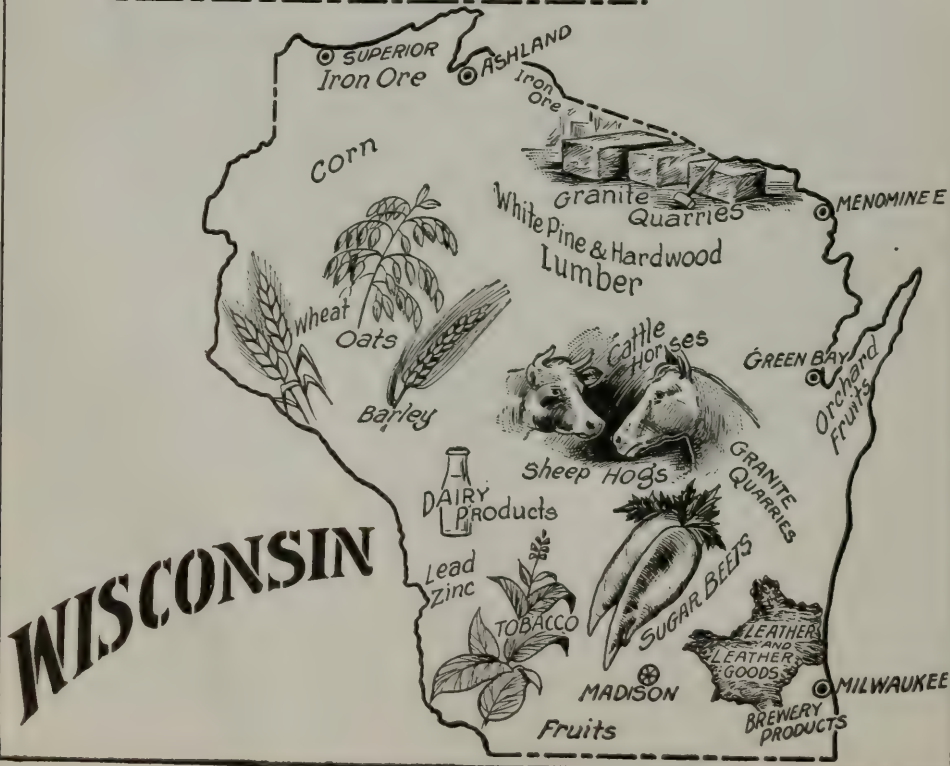 SUPERIOR
Iron Ore
ASHLAND
Iron
Ore
Corn
Granite
Quarries
MENOMINEE
White Pine & Hardwood
Lumber
Wheat
Oats
Barley
Cattle
Horses
GREEN BAY
Orchard
Fruits
Sheep Hogs
GRANITE
QUARRIES
DAIRY
Products
WISCONSIN
Lead
Zinc
TOBACCO
SUGAR BEETS
LEATHER
AND
LEATHER
GOODS
MADISON
MILWAUKEE
BREWERY
PRODUCTS
Fruits